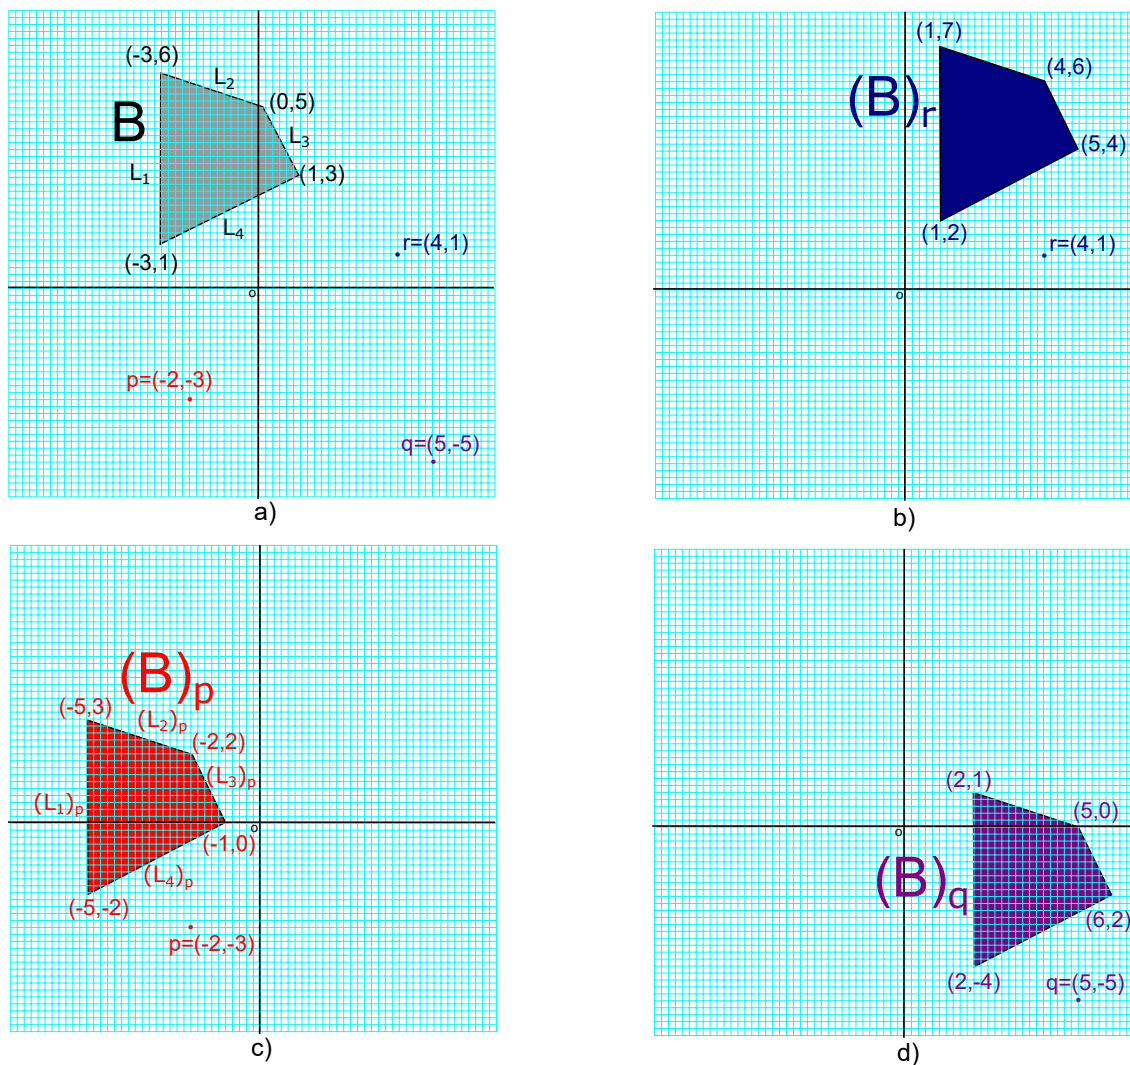 (-3,6)
L2
(0,5)
B
L3
L1
(1,3)
L4
(-3,1)
r=(4,1)
o
p=(-2,-3)
q=(5,-5)
a)
(1,7)
(4,6)
(B)r
(5,4)
(1,2)
r=(4,1)
o
b)
(B)p
(-5,3)
(L2)p
(-2,2)
(L3)p
(L1)p
o
(-1,0)
(L4)p
(-5,-2)
p=(-2,-3)
c)
(2,1)
(5,0)
o
(B)q
(6,2)
(2,-4)
q=(5,-5)
d)